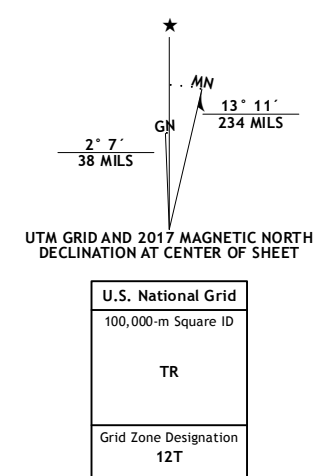 ★
MN
13° 11´
234 MILS
GN
2° 7´
38 MILS
UTM GRID AND 2017 MAGNETIC NORTH
DECLINATION AT CENTER OF SHEET
U.S. National Grid
100,000-m Square ID
TR
Grid Zone Designation
12T